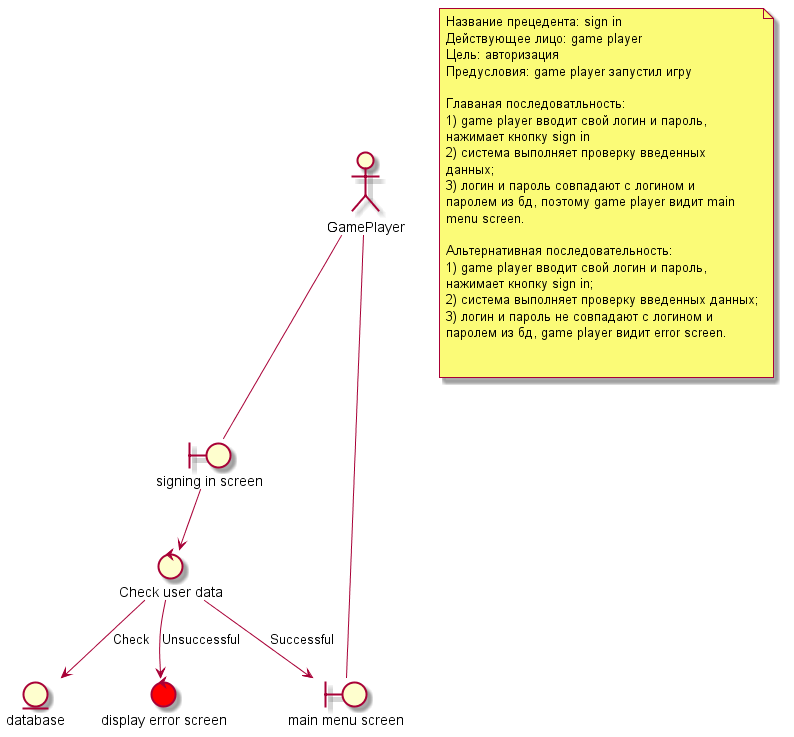 Название прецедента: sign in
Действующее лицо: game player
Цель: авторизация
Предусловия: game player запустил игру
Главаная последоватльность:
1) game player вводит свой логин и пароль,
нажимает кнопку sign in
2) система выполняет проверку введенных
данных;
3) логин и пароль совпадают с логином и
паролем из бд, поэтому game player видит main
menu screen.
Альтернативная последовательность:
1) game player вводит свой логин и пароль,
нажимает кнопку sign in;
2) система выполняет проверку введенных данных;
3) логин и пароль не совпадают с логином и
паролем из бд, game player видит error screen.
GamePlayer
signing in screen
Check user data
Check
Unsuccessful
Successful
database
display error screen
main menu screen